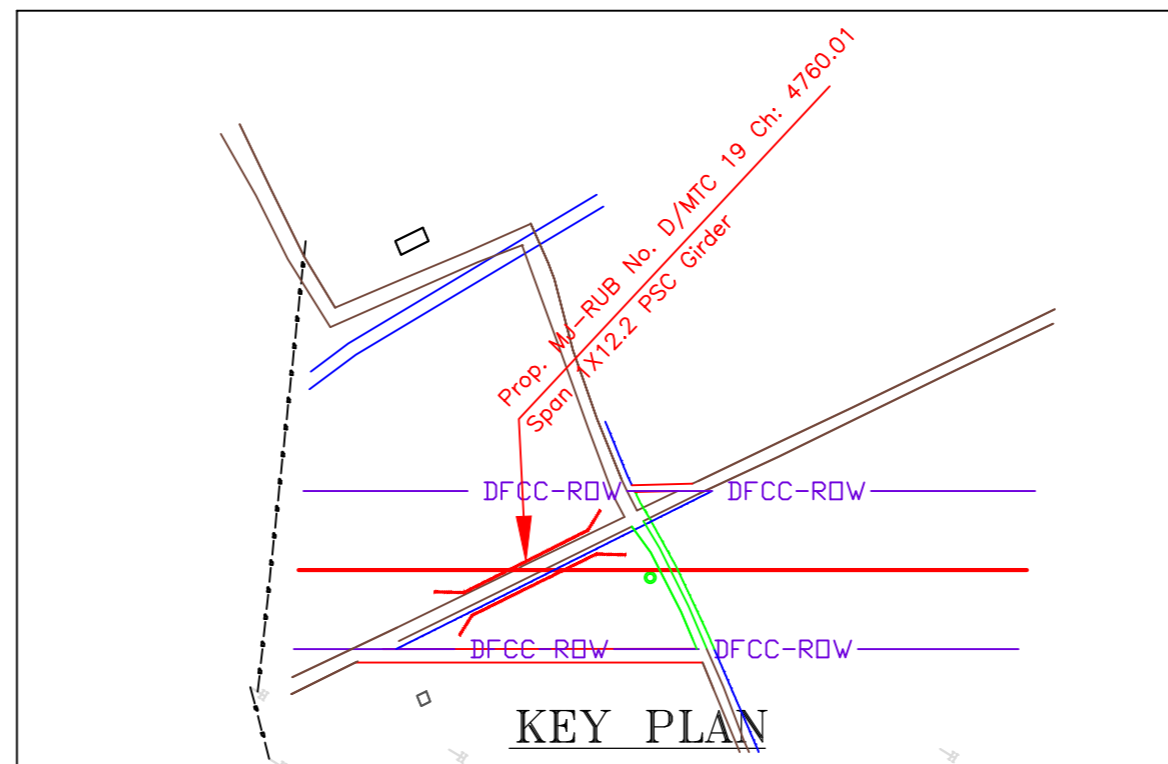 Prop. MJ-RUB No. D/MTC 19 Ch: 4760.01
Span 1X12.2 PSC Girder
DFCC-ROW DFCC-ROW
DFCC-ROW DFCC-ROW
KEY PLAN